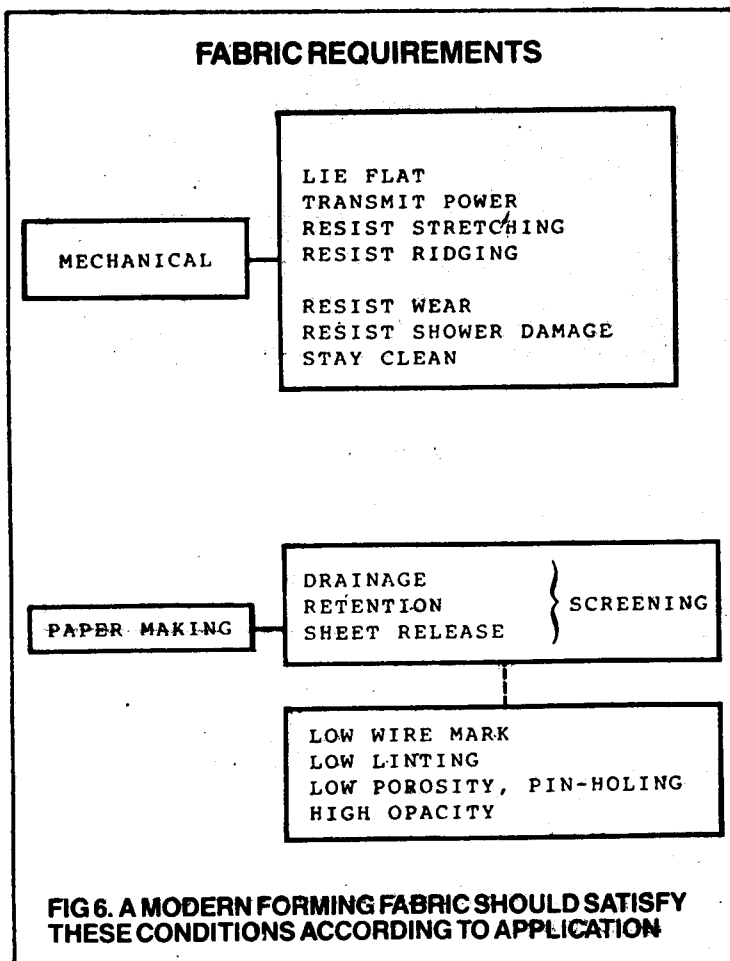 FABRIC REQUIREMENTS
MECHANICAL
LIE FLAT
TRANSMIT POWER
RESIST STRETCHING
RESIST RIDGING
RESIST WEAR
RESIST SHOWER DAMAGE
STAY CLEAN
PAPER MAKING
DRAINAGE
RETENTION
SHEET RELEASE
SCREENING
LOW WIRE MARK
LOW LINTING
LOW POROSITY, PIN-HOLING
HIGH OPACITY
FIG 6. A MODERN FORMING FABRIC SHOULD SATISFY
THESE CONDITIONS ACCORDING TO APPLICATION